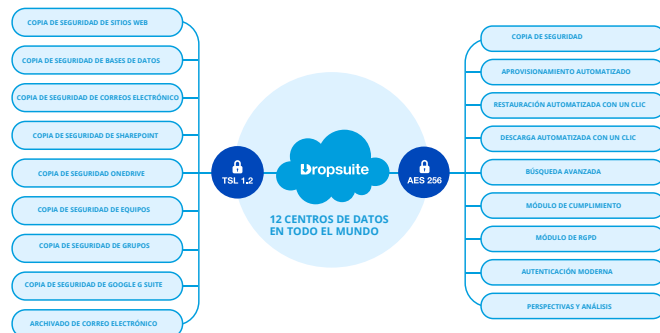 COPIA DE SEGURIDAD DE SITIOS WEB
COPIA DE SEGURIDAD DE BASES DE DATOS
COPIA DE SEGURIDAD DE CORREOS ELECTRÓNICO
COPIA DE SEGURIDAD DE SHAREPOINT
COPIA DE SEGURIDAD ONEDRIVE
COPIA DE SEGURIDAD DE EQUIPOS
COPIA DE SEGURIDAD DE GRUPOS
COPIA DE SEGURIDAD DE GOOGLE G SUITE
ARCHIVADO DE CORREO ELECTRÓNICO
TSL 1.2
Dropsuite
12 CENTROS DE DATOS
EN TODO EL MUNDO
AES 256
COPIA DE SEGURIDAD
APROVISIONAMIENTO AUTOMATIZADO
RESTAURACIÓN AUTOMATIZADA CON UN CLIC
DESCARGA AUTOMATIZADA CON UN CLIC
BÚSQUEDA AVANZADA
MÓDULO DE CUMPLIMIENTO
MÓDULO DE RGPD
AUTENTICACIÓN MODERNA
PERSPECTIVAS Y ANÁLISIS